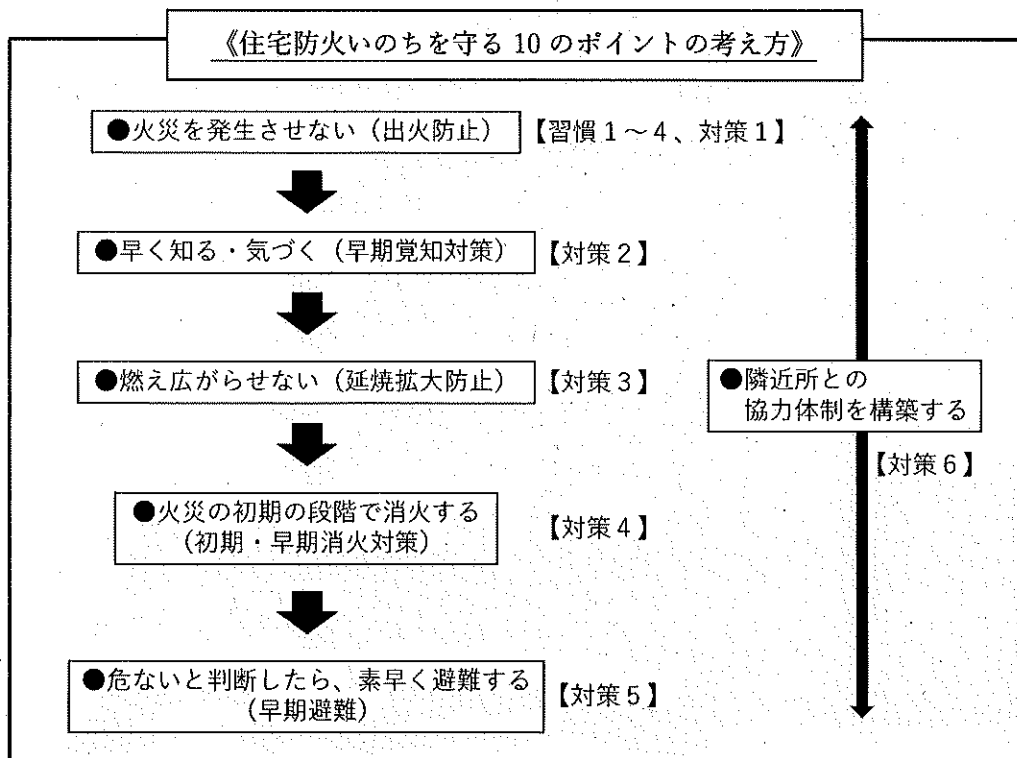 《住宅防火いのちを守る 10 のポイントの考え方》
●火災を発生させない（出火防止）【習慣1～4、対策1】
●早く知る・気づく（早期覚知対策）【対策2】
●燃え広がらせない（延焼拡大防止）【対策3】
●隣近所との
協力体制を構築する
【対策6】
●火災の初期の段階で消火する
（初期・早期消火対策）
【対策4】
●危ないと判断したら、素早く避難する
（早期避難）
【対策5】